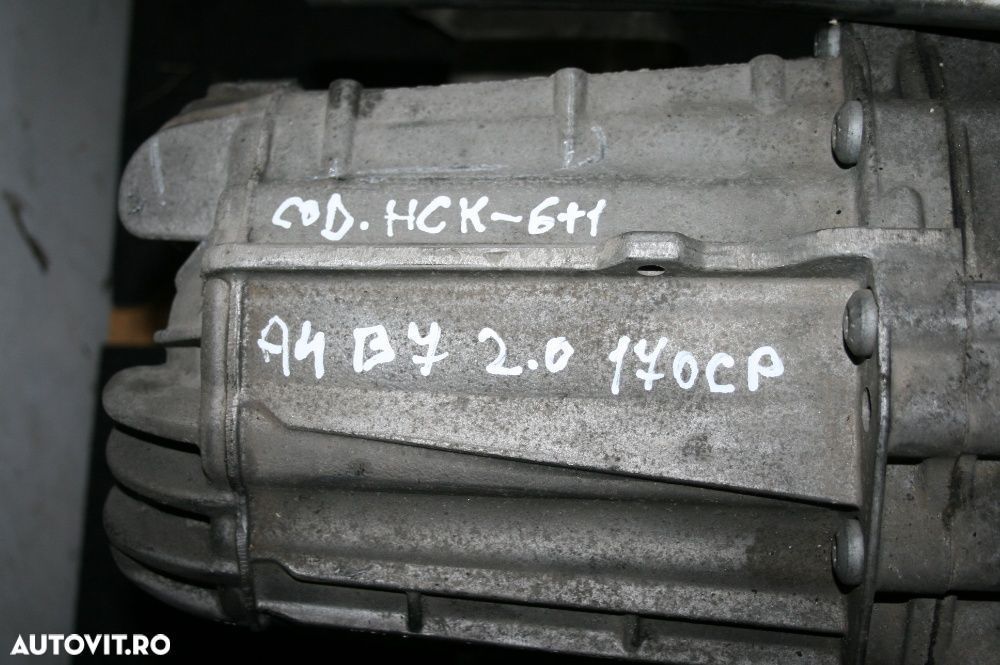 COD. HCK-6+1
A4 B7 2.0 170CP
AUTOVIT.RO